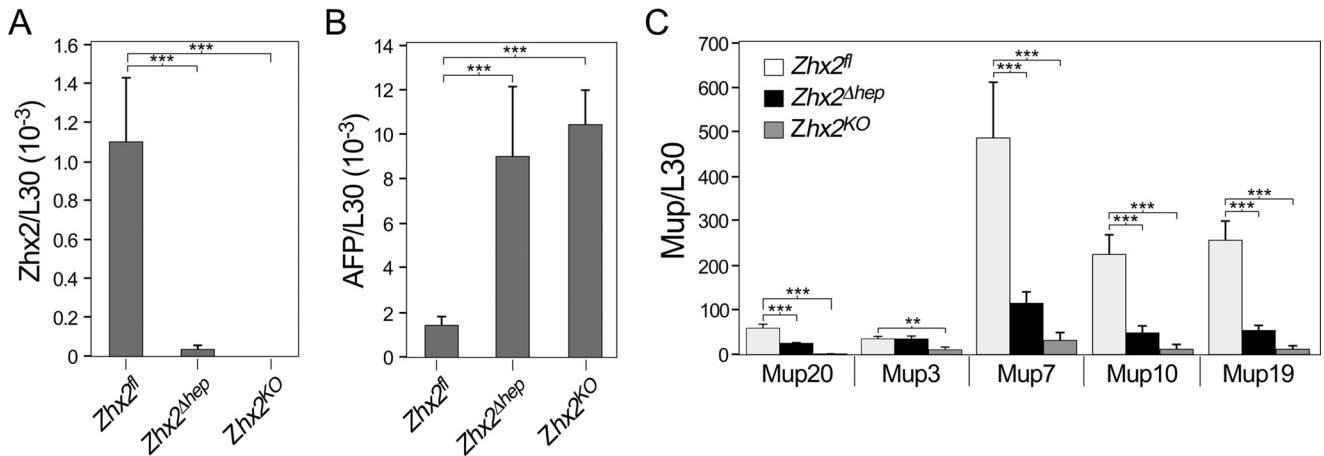 A
Zhx2/L30 (10-3)
1.6
1.4
1.2
1.0
0.8
0.6
0.4
0.2
0
***
***
Zhx2fl
Zhx2Δhep
Zhx2KO
B
AFP/L30 (10-3)
14
12
10
8
6
4
2
0
***
***
Zhx2fl
Zhx2Δhep
Zhx2KO
C
Mup/L30
700
600
500
400
300
200
100
0
Zhx2fl
Zhx2Δhep
Zhx2KO
***
***
**
***
***
***
***
***
***
Mup20
Mup3
Mup7
Mup10
Mup19